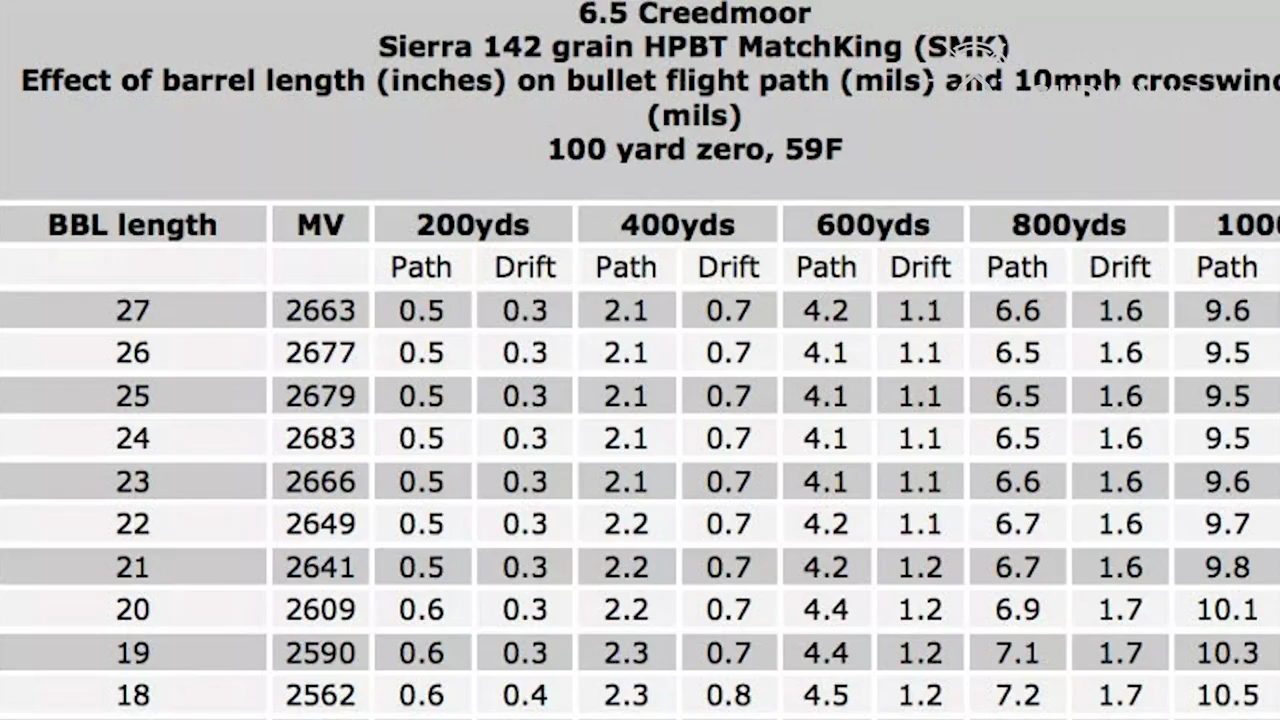 6.5 Creedmoor
Sierra 142 grain HPBT MatchKing (SMK)
Effect of barrel length (inches) on bullet flight path (mils) and 10mph crosswind
(mils)
100 yard zero, 59F
BBL length MV 200yds 400yds 600yds 800yds 100
Path Drift Path Drift Path Drift Path Drift Path
27 2663 0.5 0.3 2.1 0.7 4.2 1.1 6.6 1.6 9.6
26 2677 0.5 0.3 2.1 0.7 4.1 1.1 6.5 1.6 9.5
25 2679 0.5 0.3 2.1 0.7 4.1 1.1 6.5 1.6 9.5
24 2683 0.5 0.3 2.1 0.7 4.1 1.1 6.5 1.6 9.5
23 2666 0.5 0.3 2.1 0.7 4.1 1.1 6.6 1.6 9.6
22 2649 0.5 0.3 2.2 0.7 4.2 1.1 6.7 1.6 9.7
21 2641 0.5 0.3 2.2 0.7 4.2 1.2 6.7 1.6 9.8
20 2609 0.6 0.3 2.2 0.7 4.4 1.2 6.9 1.7 10.1
19 2590 0.6 0.3 2.3 0.7 4.4 1.2 7.1 1.7 10.3
18 2562 0.6 0.4 2.3 0.8 4.5 1.2 7.2 1.7 10.5